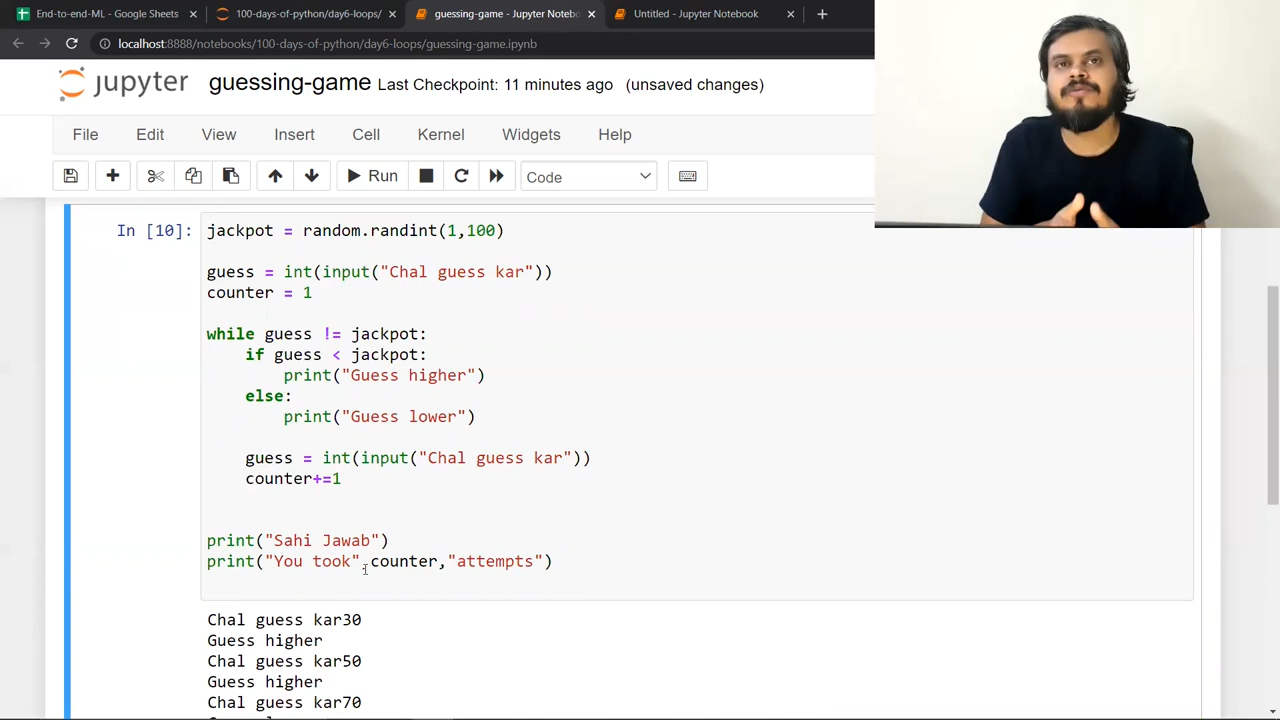 End-to-end-ML - Google Sheets
100-days-of-python/day6-loops/
guessing-game - Jupyter Noteboo
Untitled - Jupyter Notebook
localhost:8888/notebooks/100-days-of-python/day6-loops/guessing-game.ipynb
jupyter guessing-game Last Checkpoint: 11 minutes ago (unsaved changes)
File Edit View Insert Cell Kernel Widgets Help
Run Code
In [10]: jackpot = random.randint(1,100)
guess = int(input("Chal guess kar"))
counter = 1
while guess != jackpot:
if guess < jackpot:
print("Guess higher")
else:
print("Guess lower")
guess = int(input("Chal guess kar"))
counter+=1
print("Sahi Jawab")
print("You took",counter,"attempts")
Chal guess kar30
Guess higher
Chal guess kar50
Guess higher
Chal guess kar70